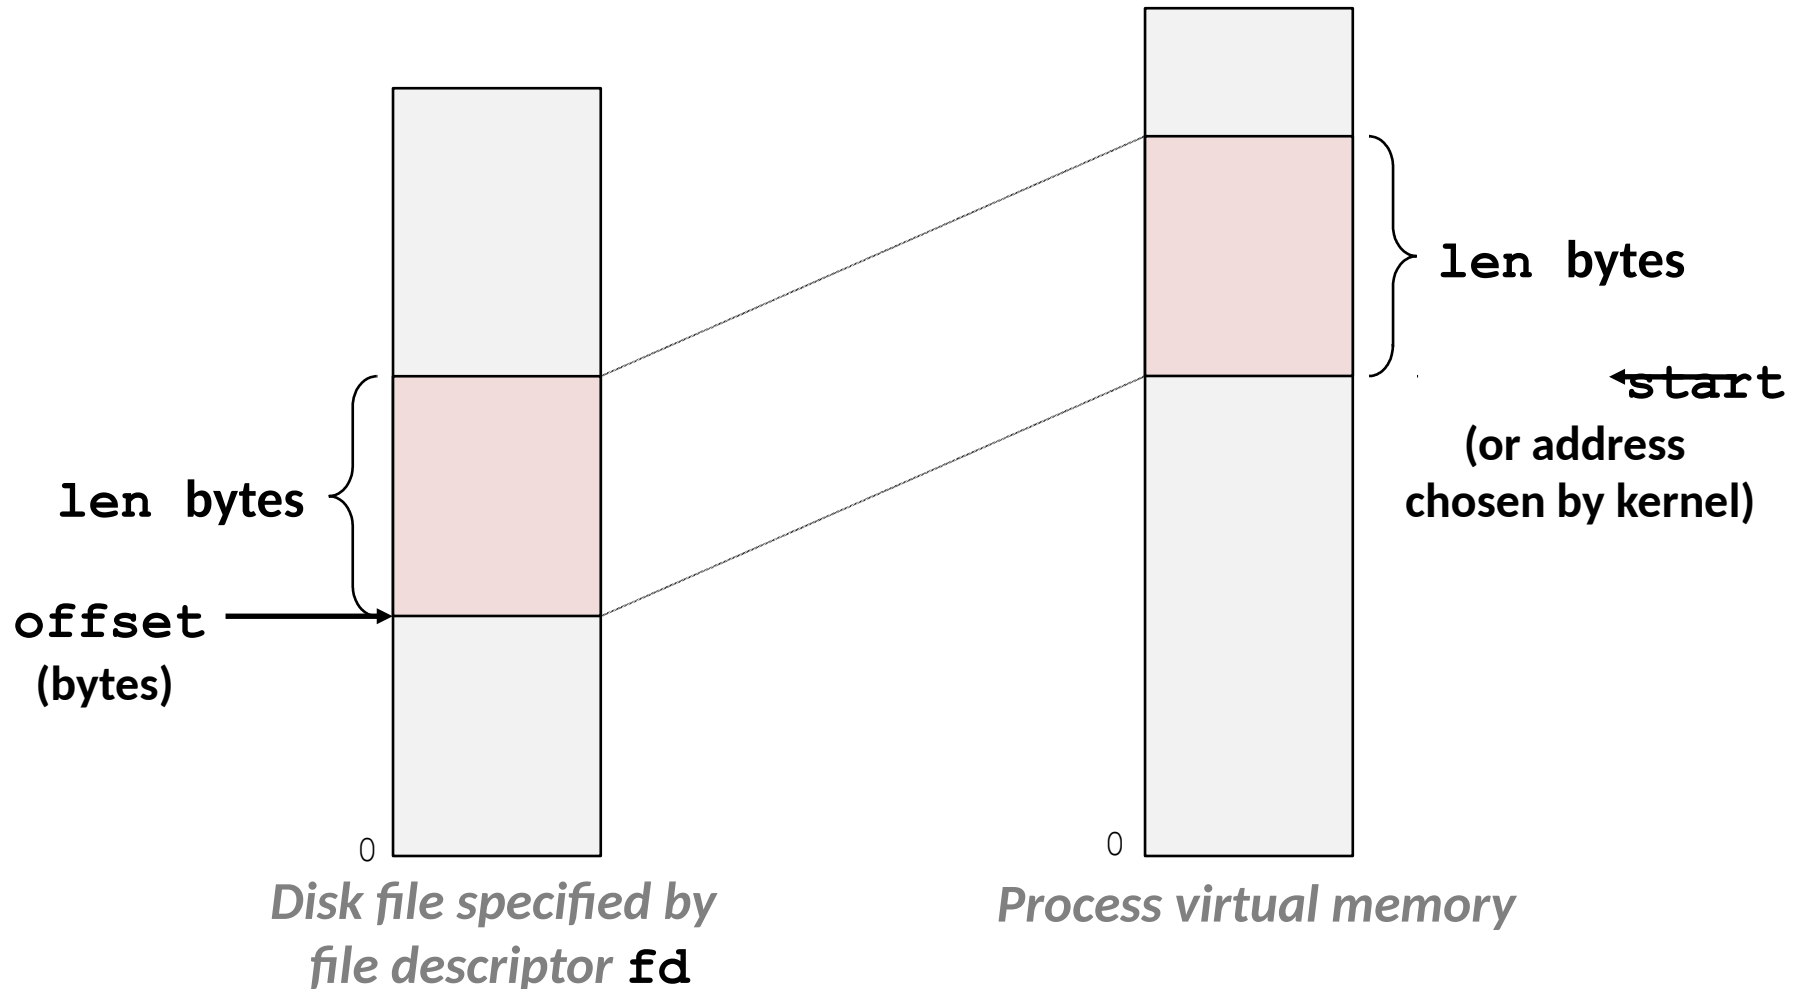 len bytes
start
(or address
chosen by kernel)
len bytes
offset
(bytes)
0
0
Disk file specified by
file descriptor fd
Process virtual memory